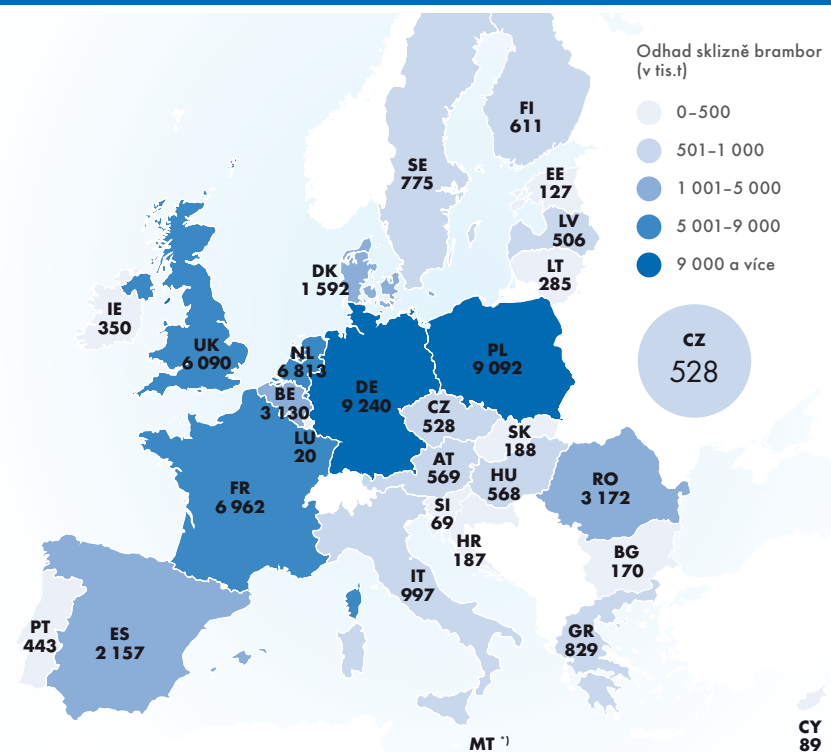 Odhad sklizně brambor
(v tis.t)
0–500
501–1 000
1 001–5 000
5 001–9 000
9 000 a více
CZ
528
FI
611
SE
775
EE
127
LV
506
LT
285
DK
1 592
IE
350
UK
6 090
NL
6 813
BE
3 130
LU
20
DE
9 240
PL
9 092
CZ
528
SK
188
AT
569
HU
568
RO
3 172
FR
6 962
SI
69
HR
187
IT
997
BG
170
GR
829
PT
443
ES
2 157
MT *)
CY
89